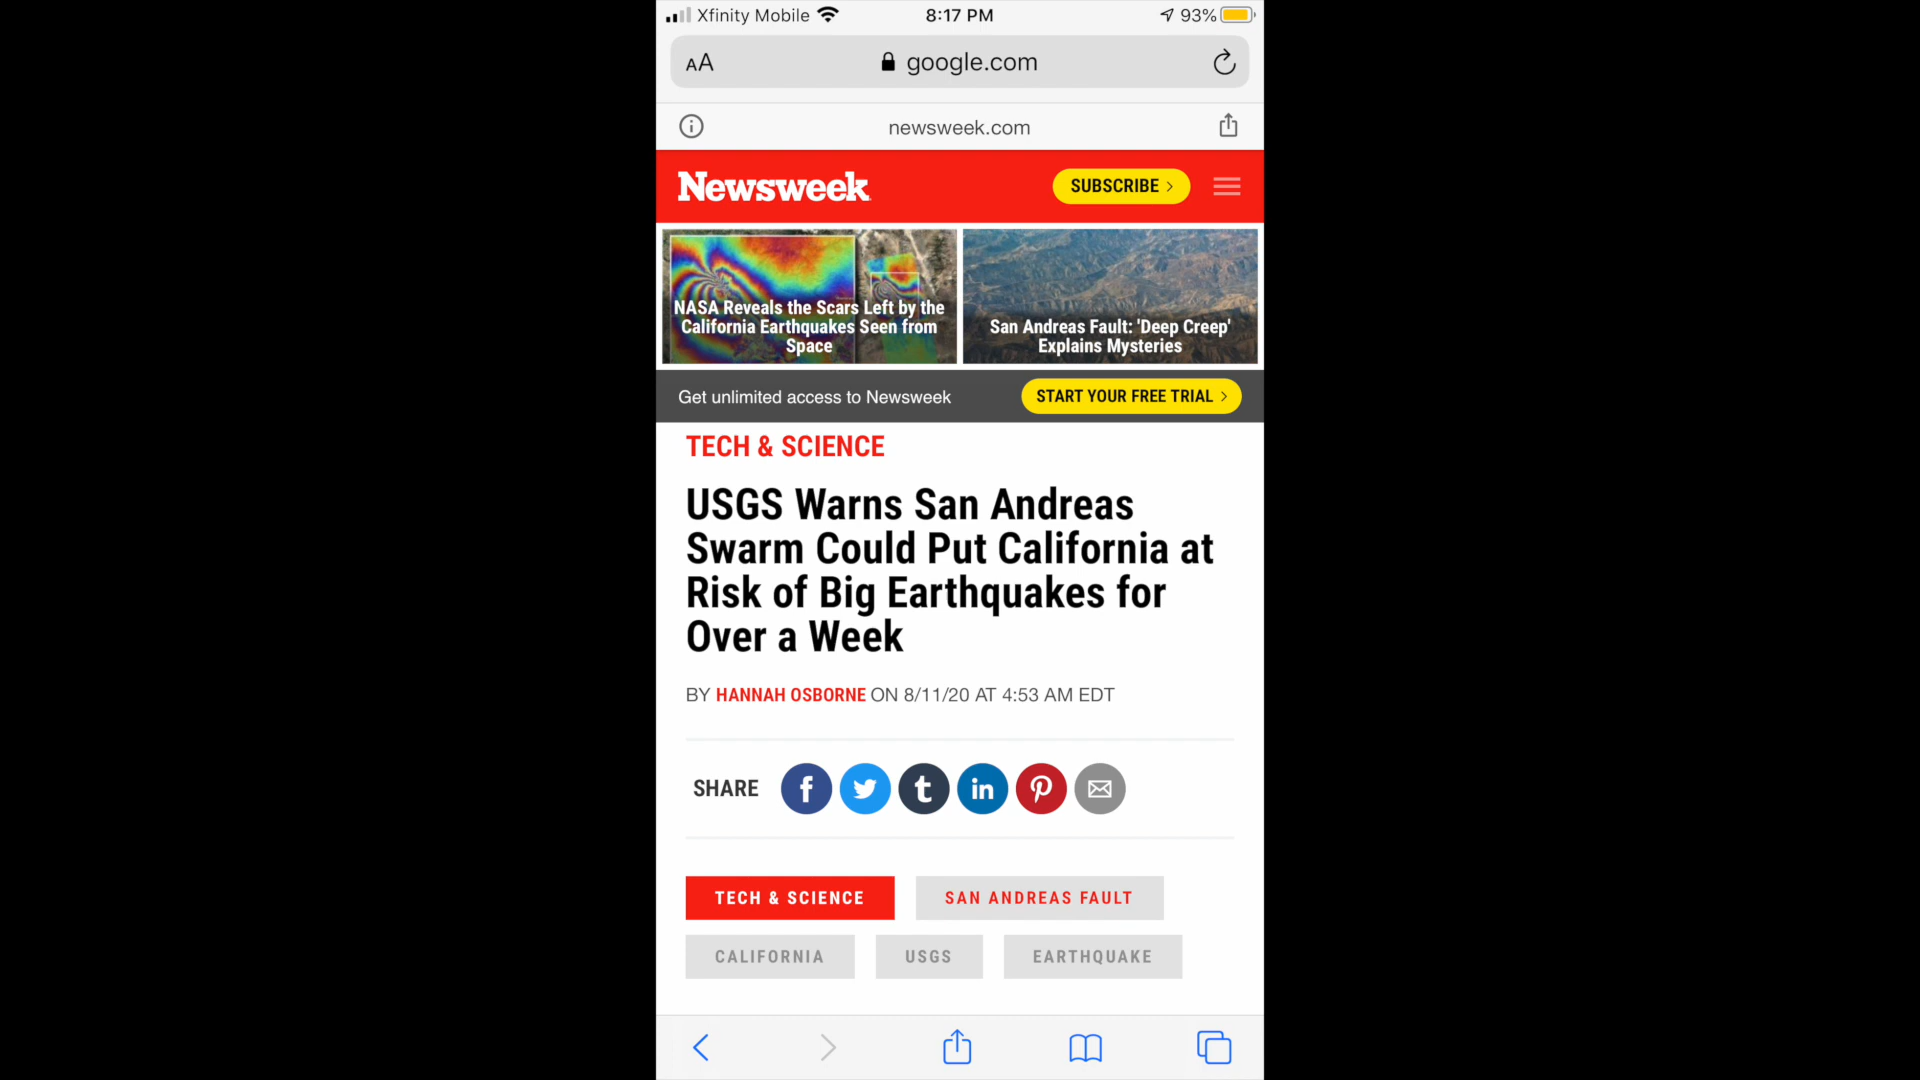 Xfinity Mobile 8:17 PM 93%
AA google.com
newsweek.com
Newsweek SUBSCRIBE >
NASA Reveals the Scars Left by the
California Earthquakes Seen from
Space
San Andreas Fault: 'Deep Creep'
Explains Mysteries
Get unlimited access to Newsweek START YOUR FREE TRIAL >
TECH & SCIENCE
USGS Warns San Andreas
Swarm Could Put California at
Risk of Big Earthquakes for
Over a Week
BY HANNAH OSBORNE ON 8/11/20 AT 4:53 AM EDT
SHARE
TECH & SCIENCE SAN ANDREAS FAULT
CALIFORNIA USGS EARTHQUAKE